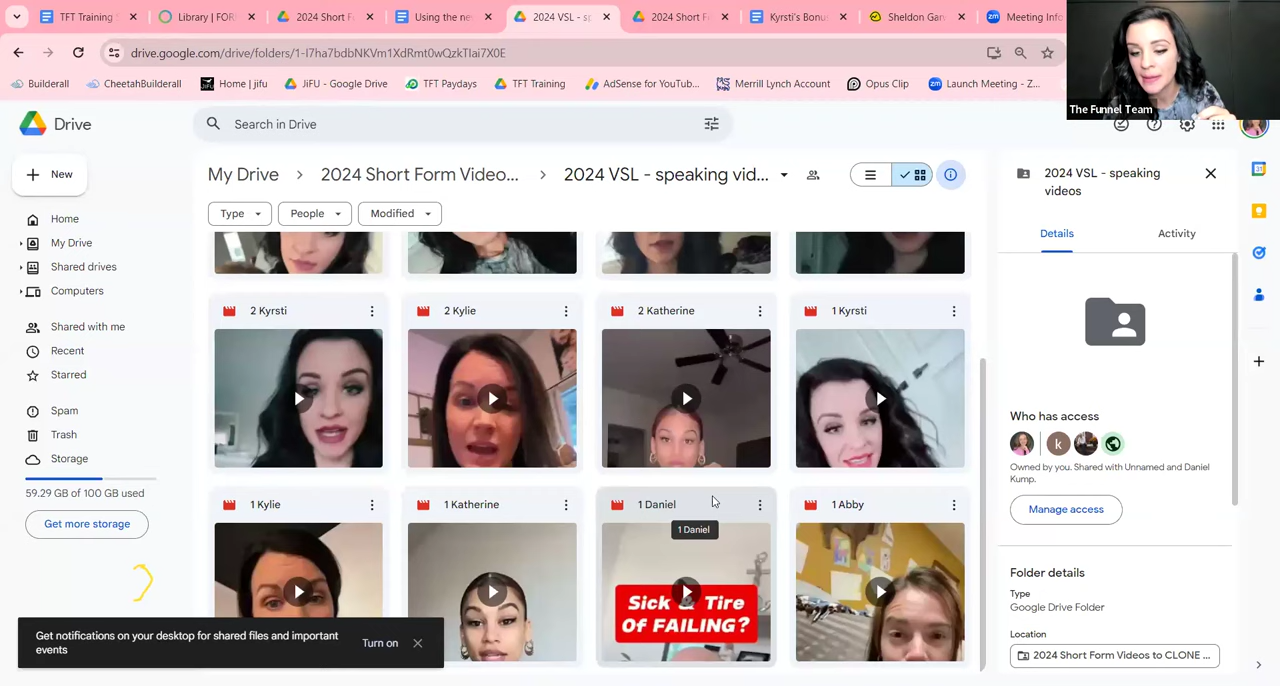 TFT Training
Library | FOR
2024 Short F
Using the ne
2024 VSL - sp
2024 Short F
Kyrsti's Bonu
Sheldon Gar
Meeting Info
drive.google.com/drive/folders/1-I7ha7bdbNKVm1XdRmt0wQzkTIai7X0E
Builderall
CheetahBuilderall
Home | jifu
JiFU - Google Drive
TFT Paydays
TFT Training
AdSense for YouTub...
Merrill Lynch Account
Opus Clip
Launch Meeting - Z...
The Funnel Team
Drive
Search in Drive
New
Home
My Drive
Shared drives
Computers
Shared with me
Recent
Starred
Spam
Trash
Storage
59.29 GB of 100 GB used
Get more storage
My Drive
2024 Short Form Video...
2024 VSL - speaking vid...
Type
People
Modified
2 Kyrsti
2 Kylie
2 Katherine
1 Kyrsti
1 Kylie
1 Katherine
1 Daniel
1 Abby
1 Daniel
Sick & Tire
of FAILING?
Get notifications on your desktop for shared files and important
events
Turn on
2024 VSL - speaking
videos
Details
Activity
Who has access
k
Owned by you. Shared with Unnamed and Daniel
Kump.
Manage access
Folder details
Type
Google Drive Folder
Location
2024 Short Form Videos to CLONE ...